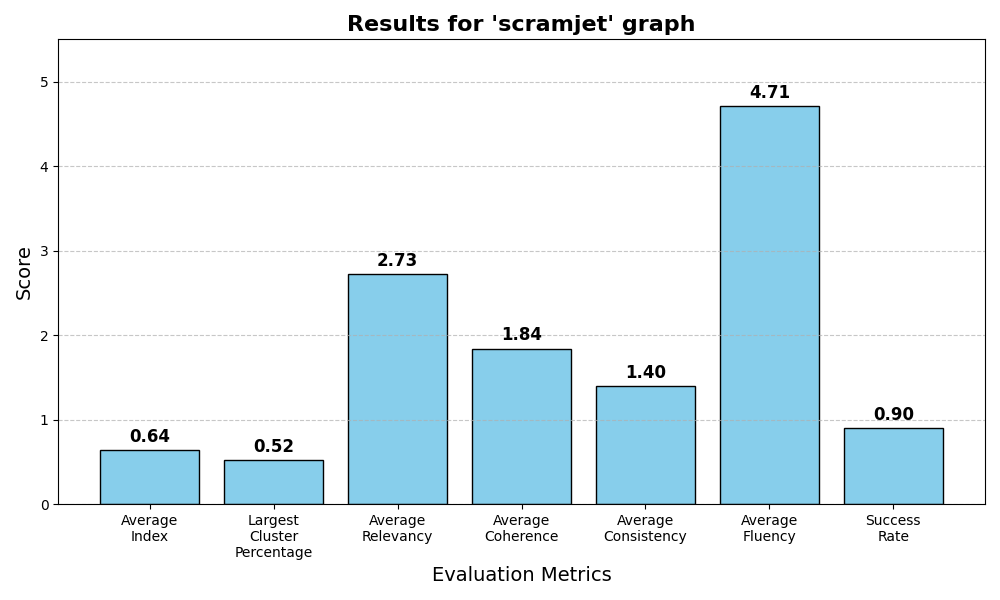 Results for 'scramjet' graph
Score
5
4
3
2
1
0
0.64
0.52
2.73
1.84
1.40
4.71
0.90
Average
Index
Largest
Cluster
Percentage
Average
Relevancy
Average
Coherence
Average
Consistency
Average
Fluency
Success
Rate
Evaluation Metrics